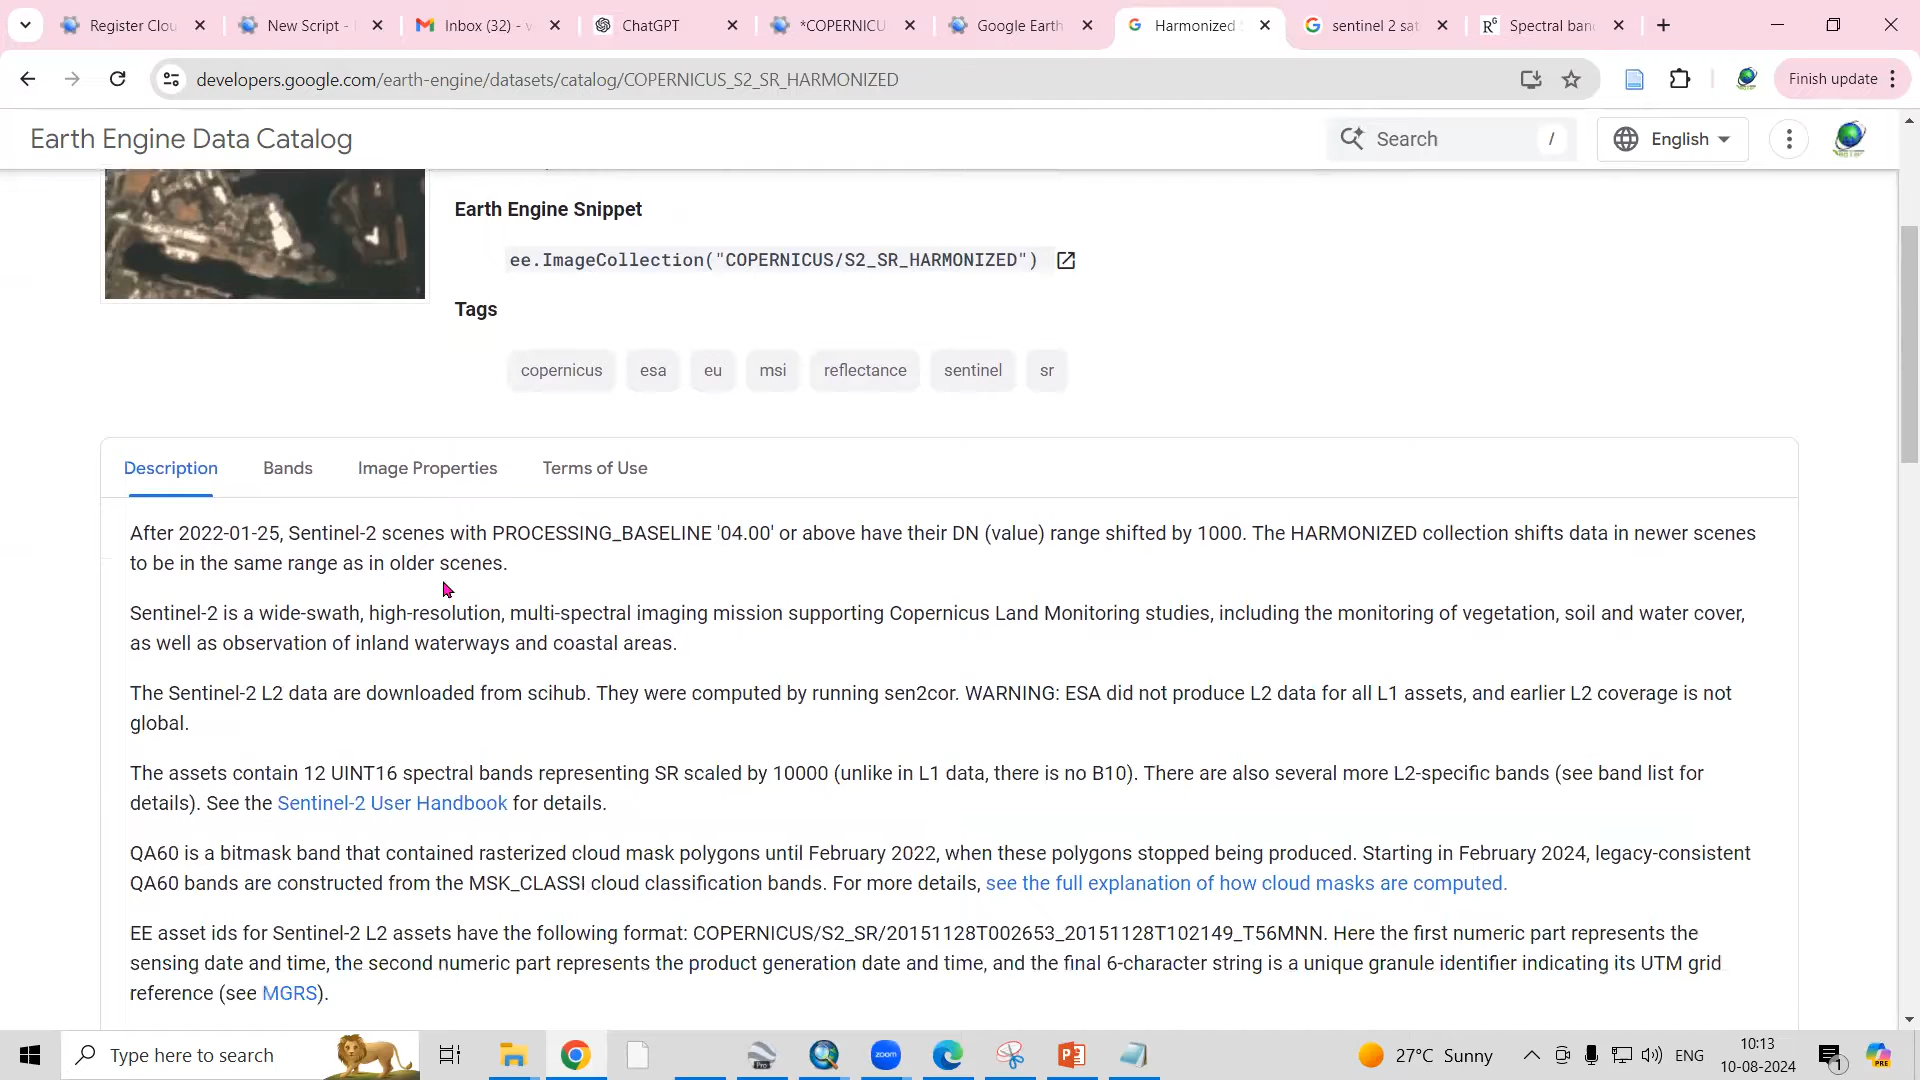 Register Clou
New Script -
Inbox (32) - v
ChatGPT
*COPERNICU
Google Earth
Harmonized
sentinel 2 sat
Spectral ban
developers.google.com/earth-engine/datasets/catalog/COPERNICUS_S2_SR_HARMONIZED
Finish update
Earth Engine Data Catalog
Search
/
English
Earth Engine Snippet
ee.ImageCollection("COPERNICUS/S2_SR_HARMONIZED")
Tags
copernicus
esa
eu
msi
reflectance
sentinel
sr
Description
Bands
Image Properties
Terms of Use
After 2022-01-25, Sentinel-2 scenes with PROCESSING_BASELINE '04.00' or above have their DN (value) range shifted by 1000. The HARMONIZED collection shifts data in newer scenes
to be in the same range as in older scenes.
Sentinel-2 is a wide-swath, high-resolution, multi-spectral imaging mission supporting Copernicus Land Monitoring studies, including the monitoring of vegetation, soil and water cover,
as well as observation of inland waterways and coastal areas.
The Sentinel-2 L2 data are downloaded from scihub. They were computed by running sen2cor. WARNING: ESA did not produce L2 data for all L1 assets, and earlier L2 coverage is not
global.
The assets contain 12 UINT16 spectral bands representing SR scaled by 10000 (unlike in L1 data, there is no B10). There are also several more L2-specific bands (see band list for
details). See the Sentinel-2 User Handbook for details.
QA60 is a bitmask band that contained rasterized cloud mask polygons until February 2022, when these polygons stopped being produced. Starting in February 2024, legacy-consistent
QA60 bands are constructed from the MSK_CLASSI cloud classification bands. For more details, see the full explanation of how cloud masks are computed.
EE asset ids for Sentinel-2 L2 assets have the following format: COPERNICUS/S2_SR/20151128T002653_20151128T102149_T56MNN. Here the first numeric part represents the
sensing date and time, the second numeric part represents the product generation date and time, and the final 6-character string is a unique granule identifier indicating its UTM grid
reference (see MGRS).
Type here to search
Pro
zoom
27°C Sunny
ENG
10:13
10-08-2024
1
PRE